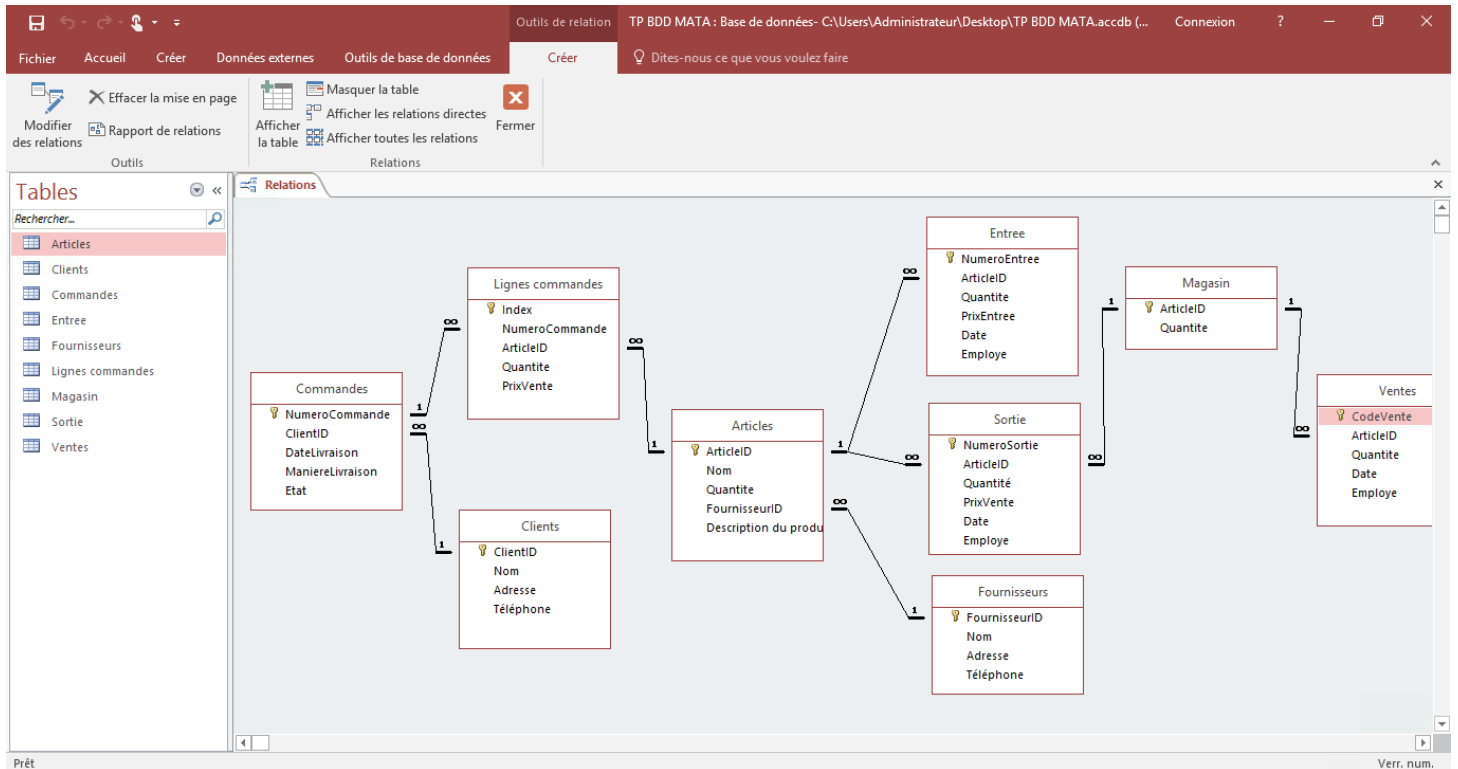 Outils de relation
TP BDD MATA : Base de données- C:\Users\Administrateur\Desktop\TP BDD MATA.accdb (...
Connexion
?
Fichier
Accueil
Créer
Données externes
Outils de base de données
Créer
Dites-nous ce que vous voulez faire
Modifier
des relations
Effacer la mise en page
Rapport de relations
Outils
Afficher
la table
Masquer la table
Afficher les relations directes
Afficher toutes les relations
Relations
Fermer
Tables
Rechercher...
Articles
Clients
Commandes
Entree
Fournisseurs
Lignes commandes
Magasin
Sortie
Ventes
Relations
Commandes
NumeroCommande
ClientID
DateLivraison
ManiereLivraison
Etat
1
∞
∞
1
Lignes commandes
Index
NumeroCommande
ArticleID
Quantite
PrixVente
∞
1
Clients
ClientID
Nom
Adresse
Téléphone
Articles
ArticleID
Nom
Quantite
FournisseurID
Description du produ
1
∞
∞
∞
1
Entree
NumeroEntree
ArticleID
Quantite
PrixEntree
Date
Employe
Sortie
NumeroSortie
ArticleID
Quantité
PrixVente
Date
Employe
∞
1
Fournisseurs
FournisseurID
Nom
Adresse
Téléphone
Magasin
ArticleID
Quantite
1
∞
Ventes
CodeVente
ArticleID
Quantite
Date
Employe
Prêt
Verr. num.